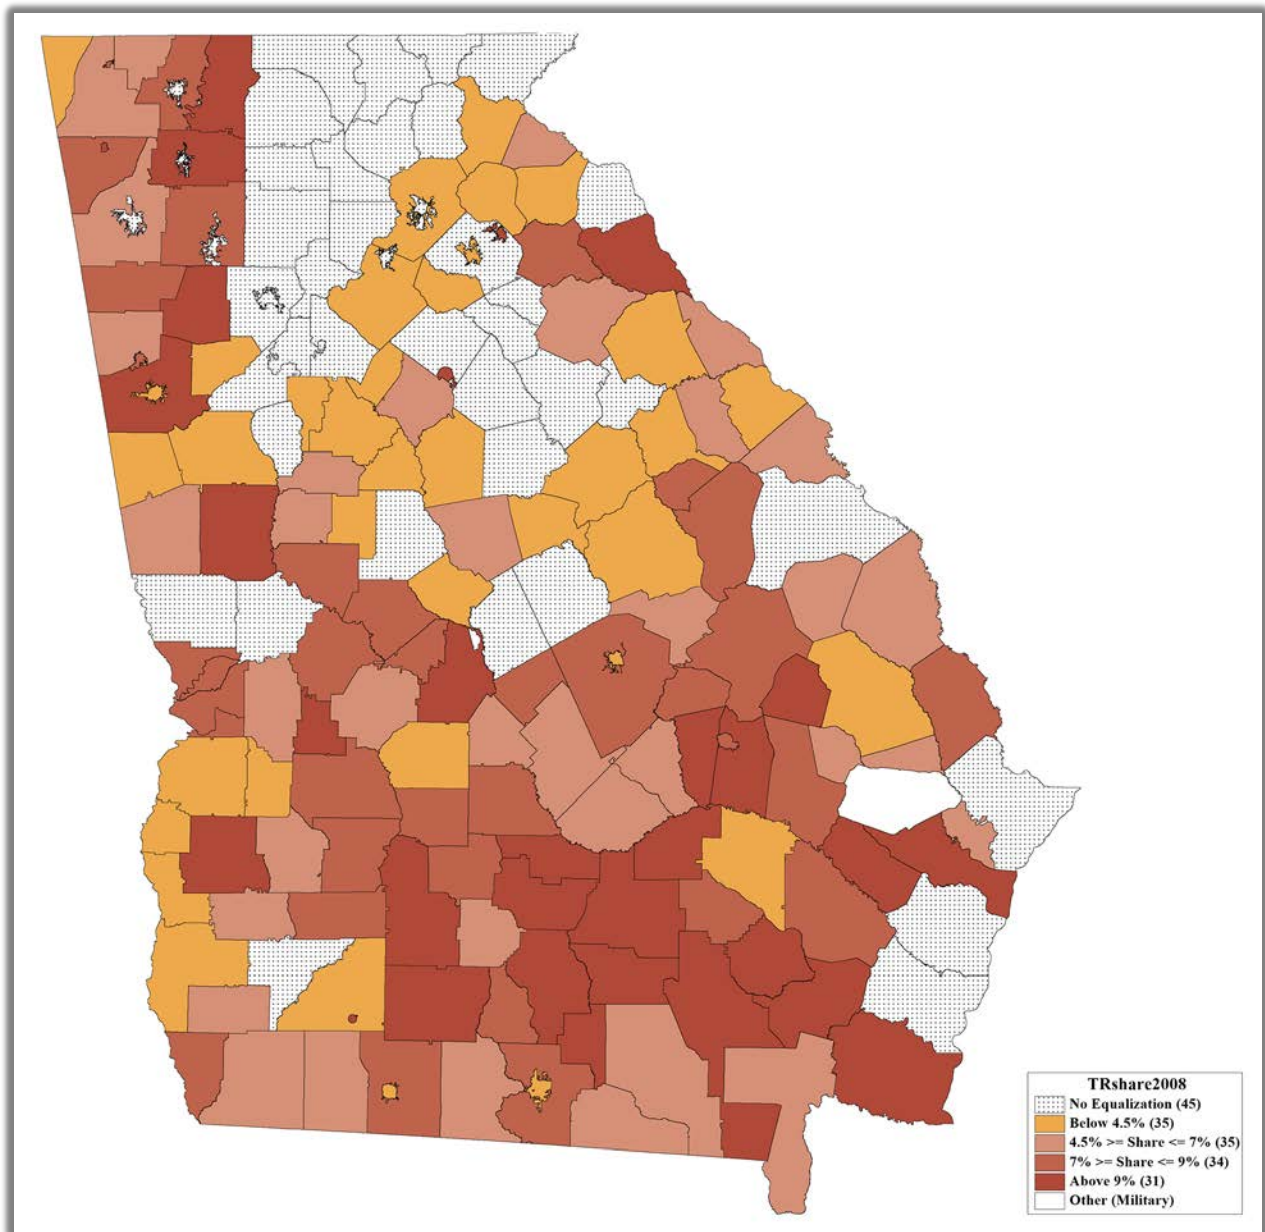 TRshare2008
No Equalization (45)
Below 4.5% (35)
4.5% >= Share <= 7% (35)
7% >= Share <= 9% (34)
Above 9% (31)
Other (Military)